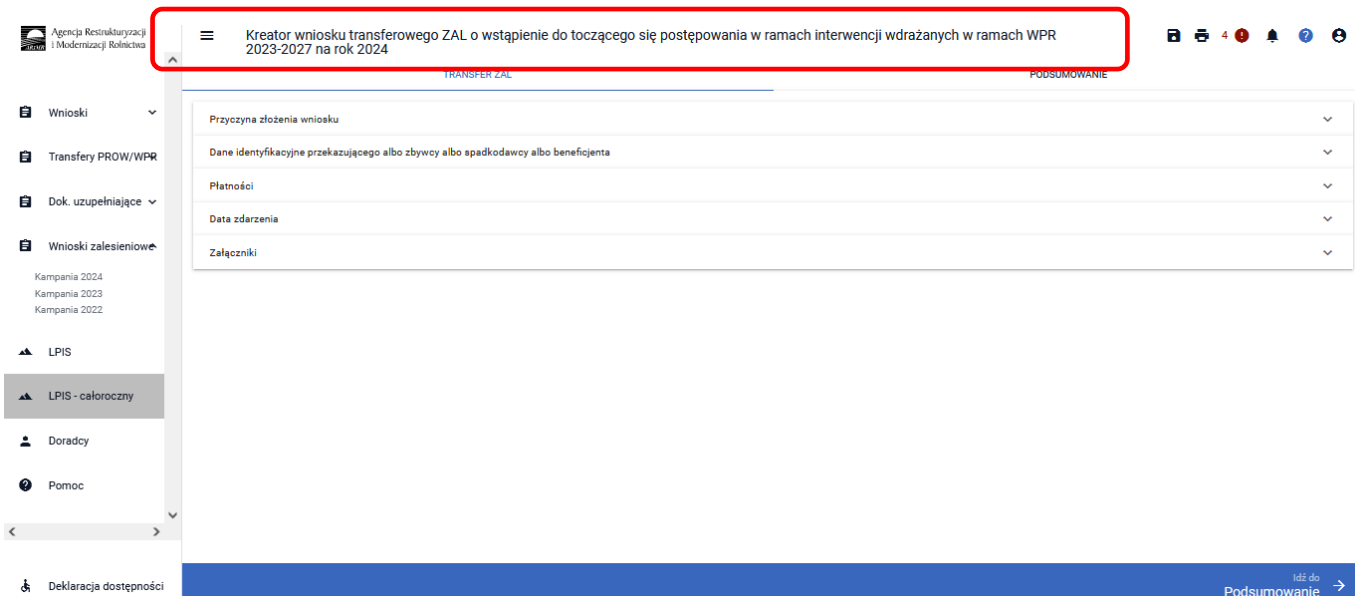 Agencja Restrukturyzacji
i Modernizacji Rolnictwa
ARiMR
Kreator wniosku transferowego ZAL o wstąpienie do toczącego się postępowania w ramach interwencji wdrażanych w ramach WPR
2023-2027 na rok 2024
4
TRANSFER ZAL
PODSUMOWANIE
Wnioski
Transfery PROW/WPR
Dok. uzupełniające
Wnioski zalesieniowe
Kampania 2024
Kampania 2023
Kampania 2022
LPIS
LPIS - całoroczny
Doradcy
Pomoc
Deklaracja dostępności
Przyczyna złożenia wniosku
Dane identyfikacyjne przekazującego albo zbywcy albo spadkodawcy albo beneficjenta
Płatności
Data zdarzenia
Załączniki
Idź do
Podsumowanie